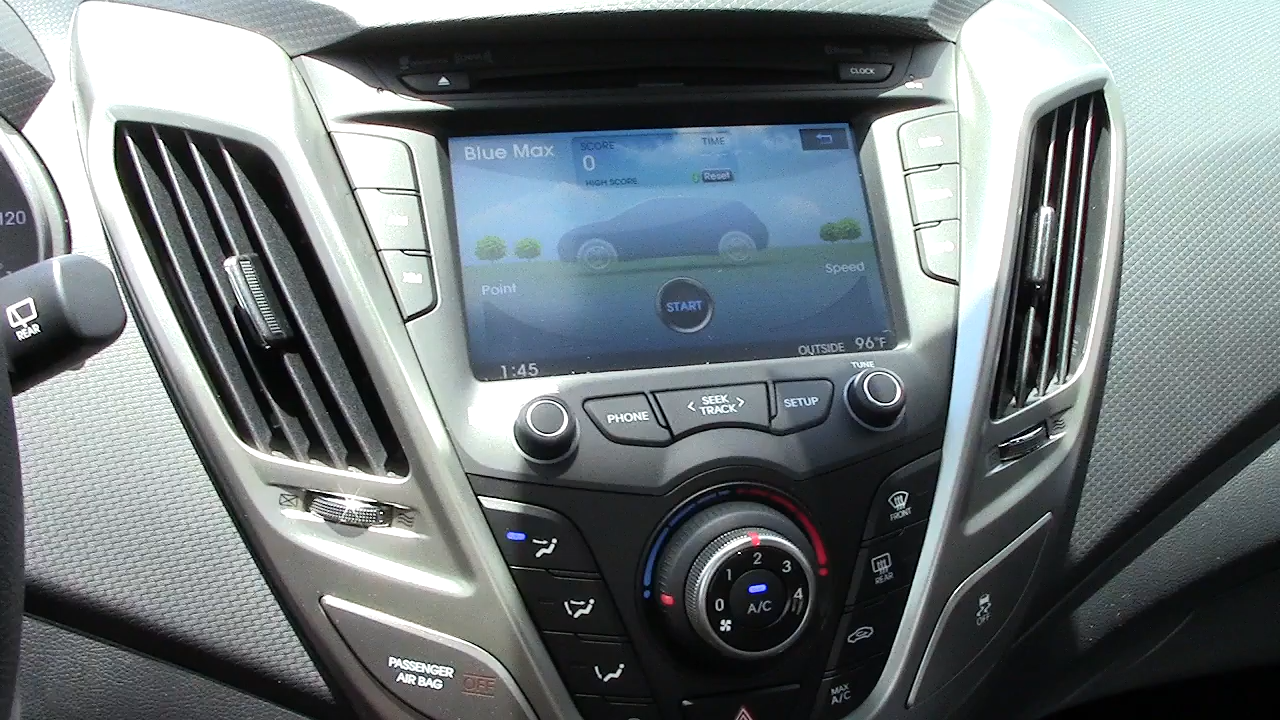 CLOCK
Blue Max
SCORE
TIME
0
HIGH SCORE
Reset
120
Point
Speed
START
REAR
1:45
OUTSIDE 96°F
TUNE
PHONE
< SEEK >
TRACK
SETUP
FRONT
REAR
0 1 2 3 4
A/C
OFF
PASSENGER
AIR BAG OFF
MAX
A/C